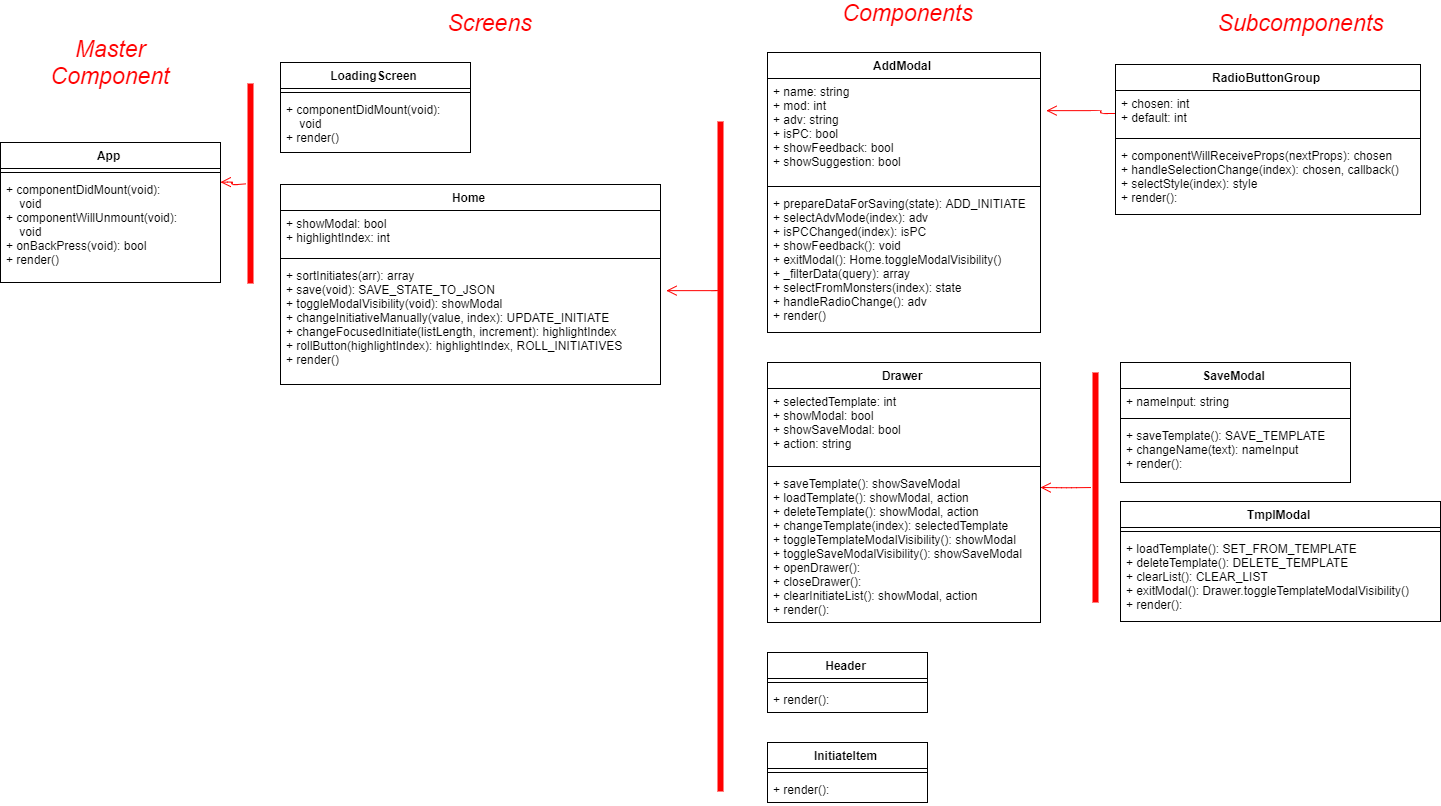 Master
Component
Screens
Components
Subcomponents
App
+ componentDidMount(void):
void
+ componentWillUnmount(void):
void
+ onBackPress(void): bool
+ render()
LoadingScreen
+ componentDidMount(void):
void
+ render()
Home
+ showModal: bool
+ highlightIndex: int
+ sortInitiates(arr): array
+ save(void): SAVE_STATE_TO_JSON
+ toggleModalVisibility(void): showModal
+ changeInitiativeManually(value, index): UPDATE_INITIATE
+ changeFocusedInitiate(listLength, increment): highlightIndex
+ rollButton(highlightIndex): highlightIndex, ROLL_INITIATIVES
+ render()
AddModal
+ name: string
+ mod: int
+ adv: string
+ isPC: bool
+ showFeedback: bool
+ showSuggestion: bool
+ prepareDataForSaving(state): ADD_INITIATE
+ selectAdvMode(index): adv
+ isPCChanged(index): isPC
+ showFeedback(): void
+ exitModal(): Home.toggleModalVisibility()
+ _filterData(query): array
+ selectFromMonsters(index): state
+ handleRadioChange(): adv
+ render()
Drawer
+ selectedTemplate: int
+ showModal: bool
+ showSaveModal: bool
+ action: string
+ saveTemplate(): showSaveModal
+ loadTemplate(): showModal, action
+ deleteTemplate(): showModal, action
+ changeTemplate(index): selectedTemplate
+ toggleTemplateModalVisibility(): showModal
+ toggleSaveModalVisibility(): showSaveModal
+ openDrawer():
+ closeDrawer():
+ clearInitiateList(): showModal, action
+ render():
Header
+ render():
InitiateItem
+ render():
RadioButtonGroup
+ chosen: int
+ default: int
+ componentWillReceiveProps(nextProps): chosen
+ handleSelectionChange(index): chosen, callback()
+ selectStyle(index): style
+ render():
SaveModal
+ nameInput: string
+ saveTemplate(): SAVE_TEMPLATE
+ changeName(text): nameInput
+ render():
TmplModal
+ loadTemplate(): SET_FROM_TEMPLATE
+ deleteTemplate(): DELETE_TEMPLATE
+ clearList(): CLEAR_LIST
+ exitModal(): Drawer.toggleTemplateModalVisibility()
+ render():